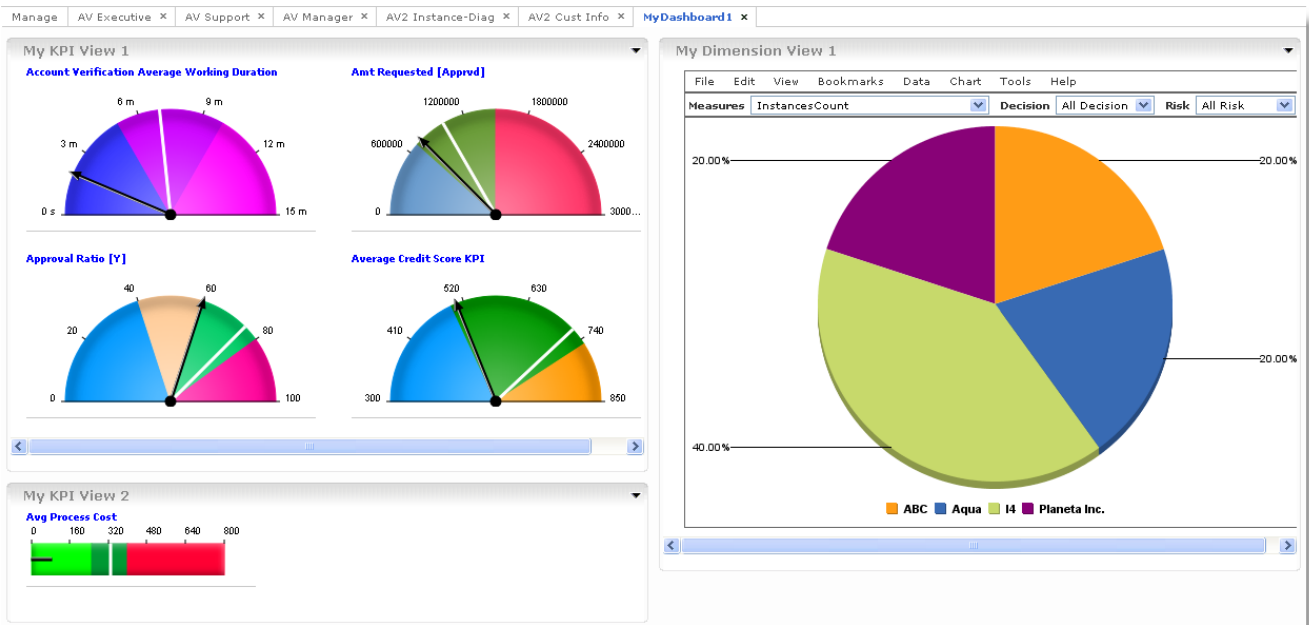 Manage AV Executive × AV Support × AV Manager × AV2 Instance-Diag × AV2 Cust Info × MyDashboard1 ×
My KPI View 1
Account Verification Average Working Duration
6 m 9 m
3 m 12 m
0 s 15 m
Amt Requested [Apprvd]
1200000 1800000
600000 2400000
0 3000...
Approval Ratio [Y]
40 60
20 80
0 100
Average Credit Score KPI
520 630
410 740
300 850
My KPI View 2
Avg Process Cost
0 160 320 480 640 800
My Dimension View 1
File Edit View Bookmarks Data Chart Tools Help
Measures InstancesCount Decision All Decision Risk All Risk
20.00% 20.00%
20.00%
40.00%
ABC Aqua I4 Planeta Inc.